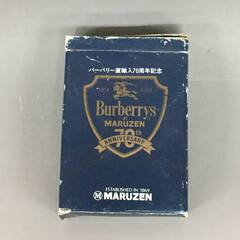 バーバリー直輸入70周年記念
Burberrys
MARUZEN
70th
ANNIVERSARY
ESTABLISHED IN 1869
M MARUZEN